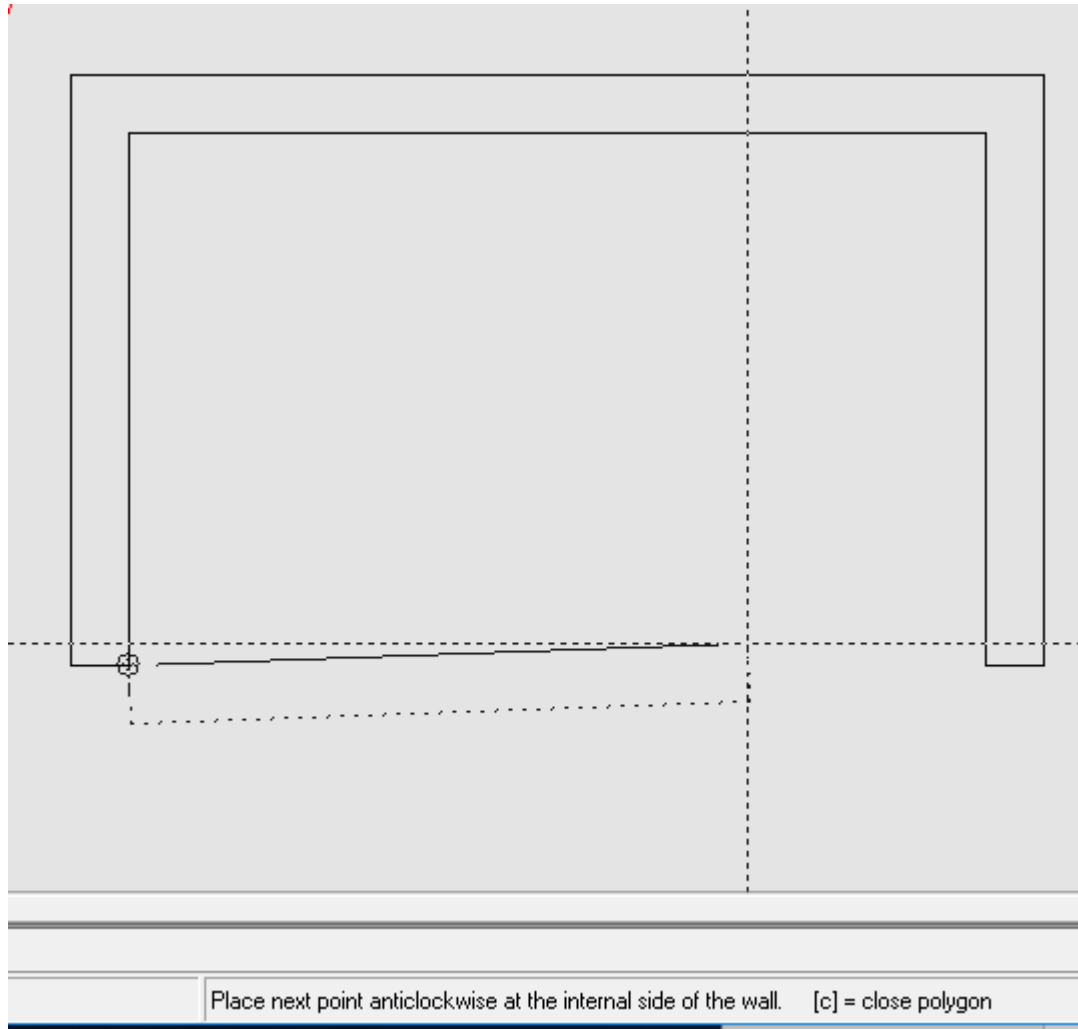 Place next point anticlockwise at the internal side of the wall. [c] = close polygon